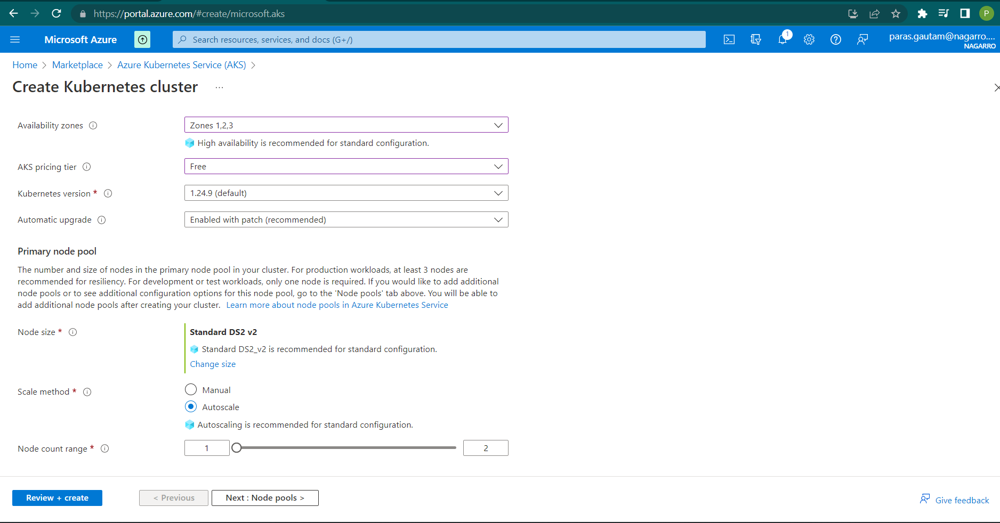 https://portal.azure.com/#create/microsoft.aks
P
Microsoft Azure
Search resources, services, and docs (G+/)
1
paras.gautam@nagarro....
NAGARRO
Home > Marketplace > Azure Kubernetes Service (AKS) >
Create Kubernetes cluster ...
Availability zones
Zones 1,2,3
High availability is recommended for standard configuration.
AKS pricing tier
Free
Kubernetes version *
1.24.9 (default)
Automatic upgrade
Enabled with patch (recommended)
Primary node pool
The number and size of nodes in the primary node pool in your cluster. For production workloads, at least 3 nodes are
recommended for resiliency. For development or test workloads, only one node is required. If you would like to add additional
node pools or to see additional configuration options for this node pool, go to the 'Node pools' tab above. You will be able to
add additional node pools after creating your cluster. Learn more about node pools in Azure Kubernetes Service
Node size *
Standard DS2 v2
Standard DS2_v2 is recommended for standard configuration.
Change size
Scale method *
Manual
Autoscale
Autoscaling is recommended for standard configuration.
Node count range *
1
2
Review + create
< Previous
Next : Node pools >
Give feedback